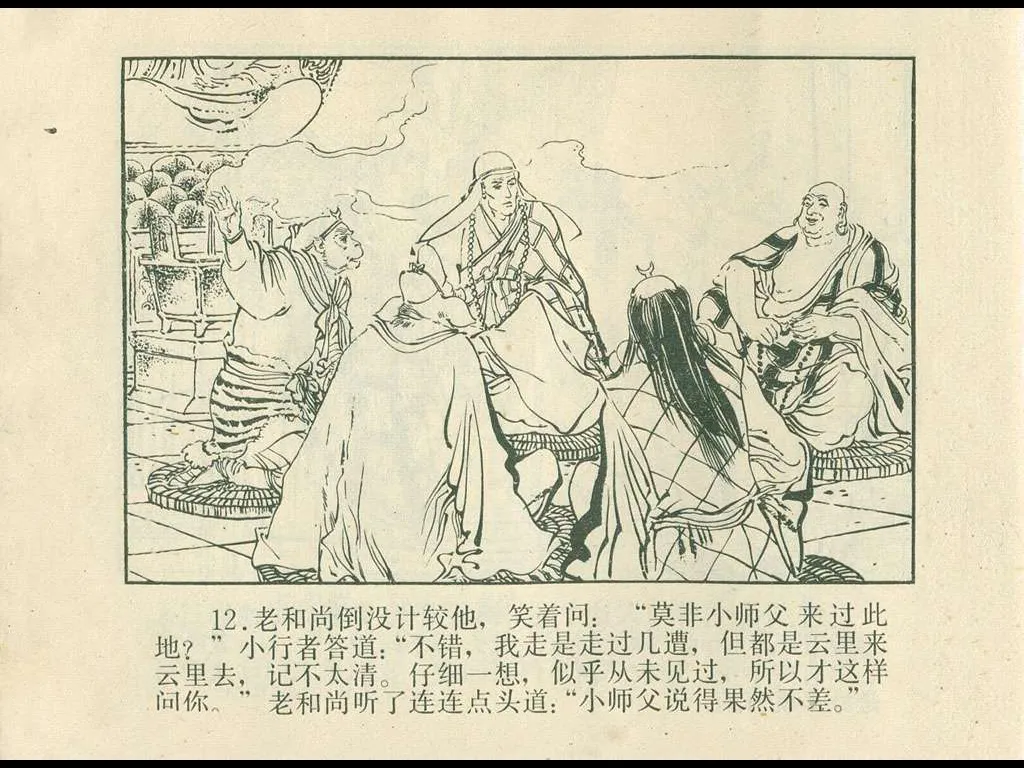 12.老和尚倒没计较他，笑着问：“莫非小师父来过此
地？”小行者答道：“不错，我走是走过几遭，但都是云里来
云里去，记不太清。仔细一想，似乎从未见过，所以才这样
问你。”老和尚听了连连点头道：“小师父说得果然不差。”